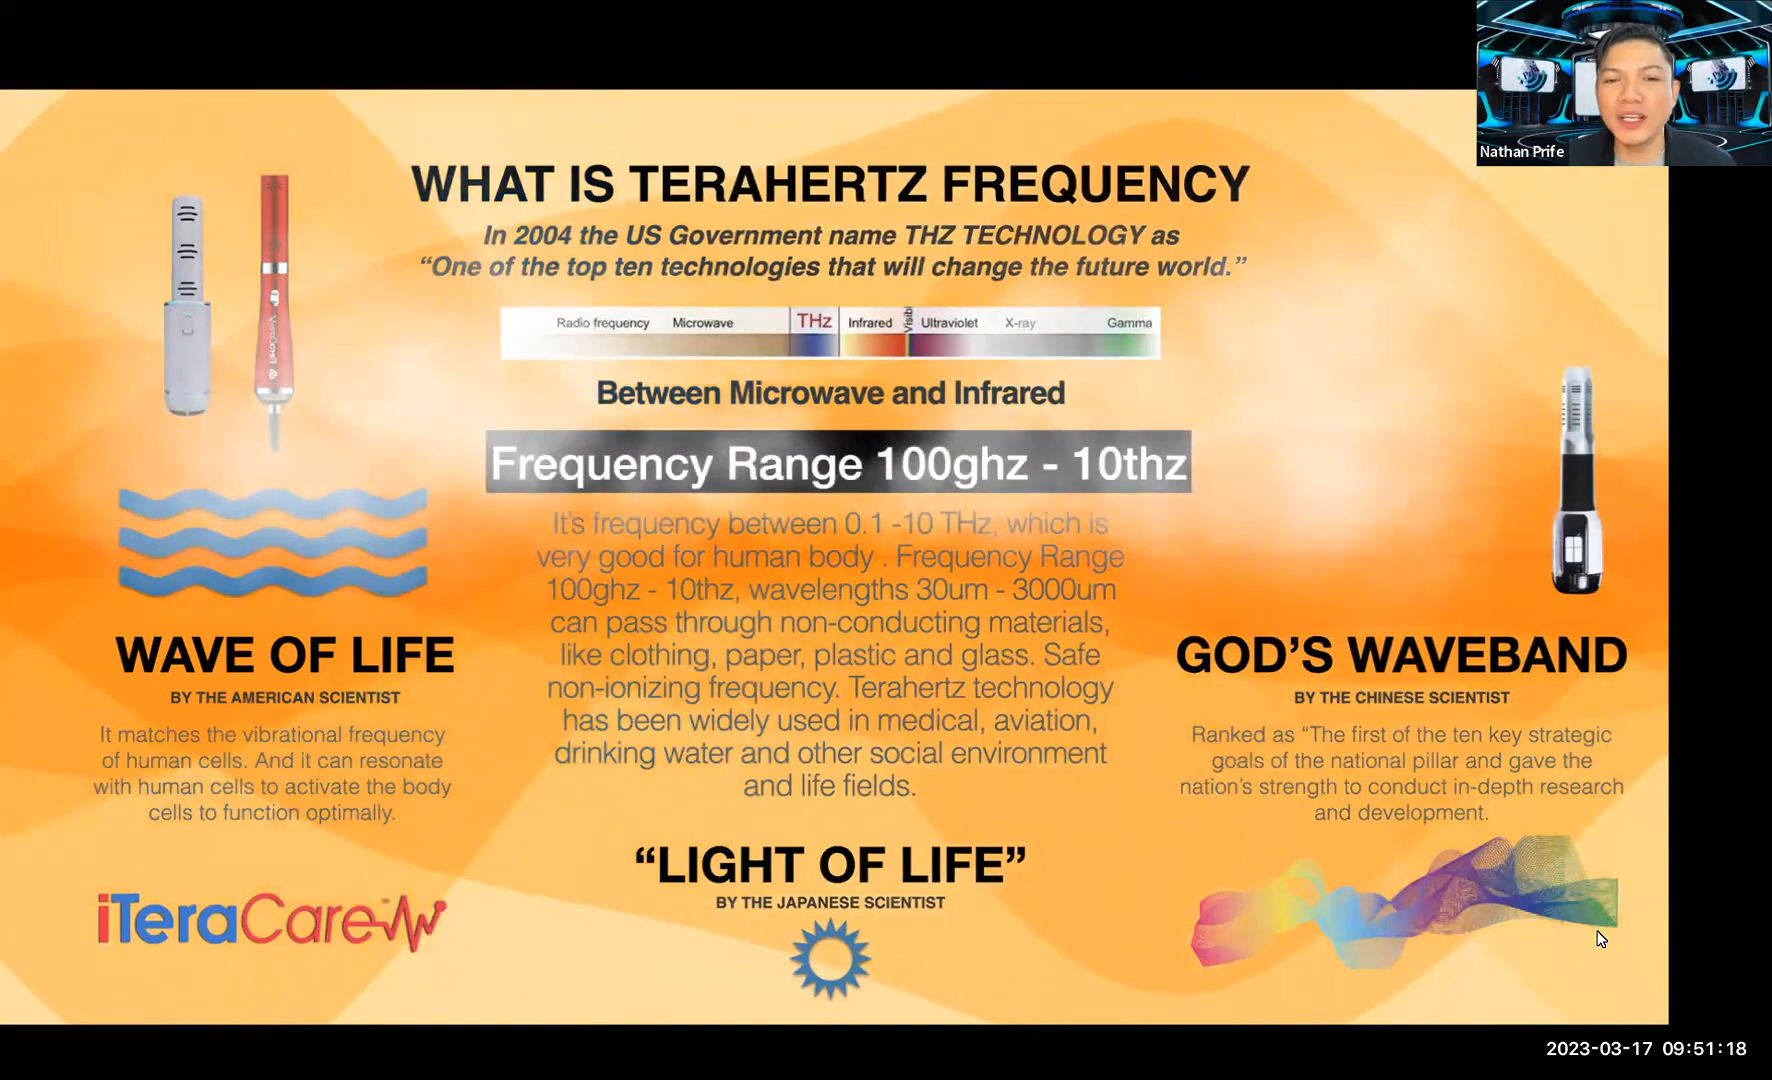 Nathan Prife
WHAT IS TERAHERTZ FREQUENCY
In 2004 the US Government name THZ TECHNOLOGY as
“One of the top ten technologies that will change the future world.”
Radio frequency Microwave THz Infrared Visibl Ultraviolet X-ray Gamma
Between Microwave and Infrared
Frequency Range 100ghz - 10thz
It's frequency between 0.1 -10 THz, which is
very good for human body . Frequency Range
100ghz - 10thz, wavelengths 30um - 3000um
can pass through non-conducting materials,
like clothing, paper, plastic and glass. Safe
non-ionizing frequency. Terahertz technology
has been widely used in medical, aviation,
drinking water and other social environment
and life fields.
WAVE OF LIFE
BY THE AMERICAN SCIENTIST
It matches the vibrational frequency
of human cells. And it can resonate
with human cells to activate the body
cells to function optimally.
GOD'S WAVEBAND
BY THE CHINESE SCIENTIST
Ranked as “The first of the ten key strategic
goals of the national pillar and gave the
nation's strength to conduct in-depth research
and development.
“LIGHT OF LIFE”
BY THE JAPANESE SCIENTIST
iTeraCare™
2023-03-17 09:51:18